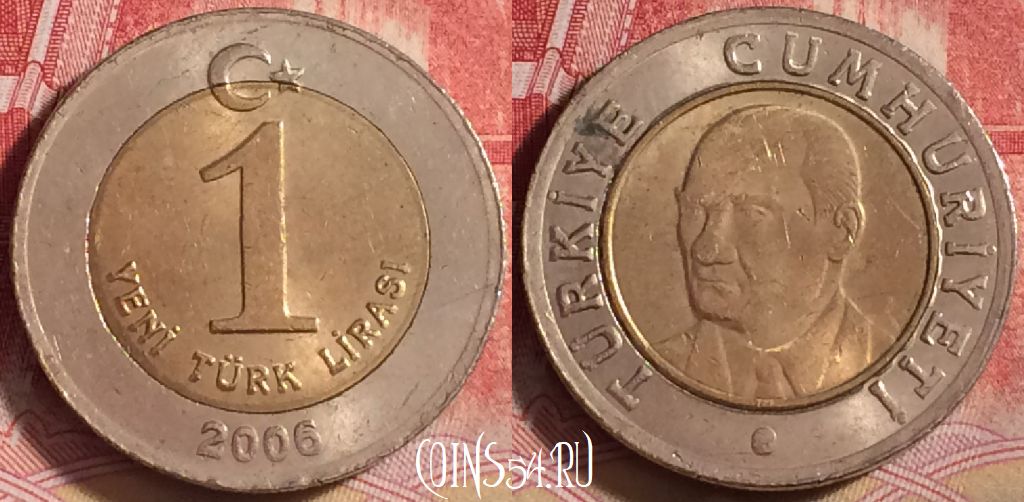 1
YENİ TÜRK LİRASI
2006
TÜRKİYE CUMHURİYETİ
COINS54.RU